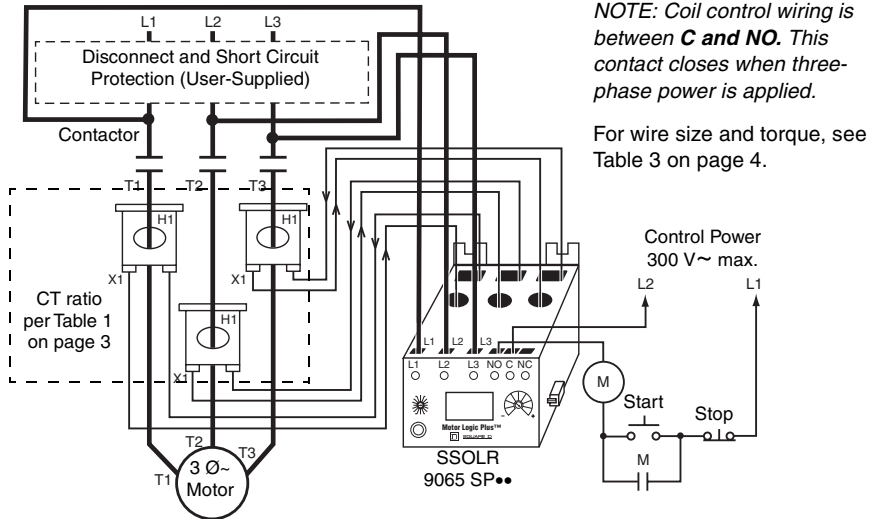 L1 L2 L3
Disconnect and Short Circuit
Protection (User-Supplied)
Contactor
NOTE: Coil control wiring is
between C and NO. This
contact closes when three-
phase power is applied.
For wire size and torque, see
Table 3 on page 4.
T1 T2 T3
H1 H1
X1 X1
CT ratio
per Table 1
on page 3
H1
X1
Control Power
300 V~ max.
L2 L1
L1 L2 L3
L1 L2 L3 NO C NC
M
Start
Stop
M
- +
Motor Logic Plus™
SQUARE D
SSOLR
9065 SP••
T2
T1 T3
3 Ø~
Motor